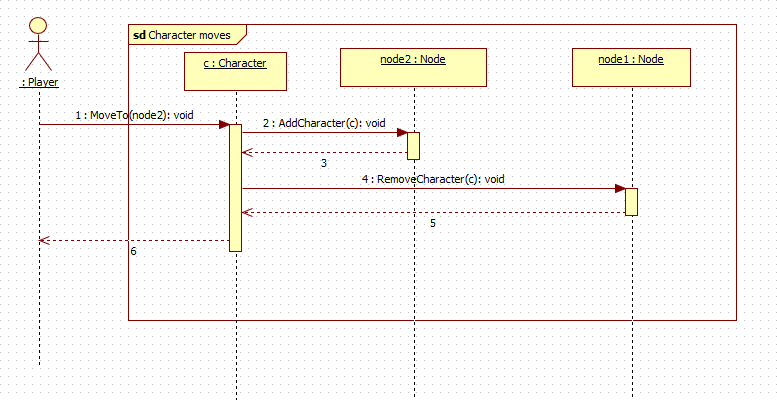 sd Character moves
: Player
c : Character
node2 : Node
node1 : Node
1 : MoveTo(node2): void
2 : AddCharacter(c): void
3
4 : RemoveCharacter(c): void
5
6